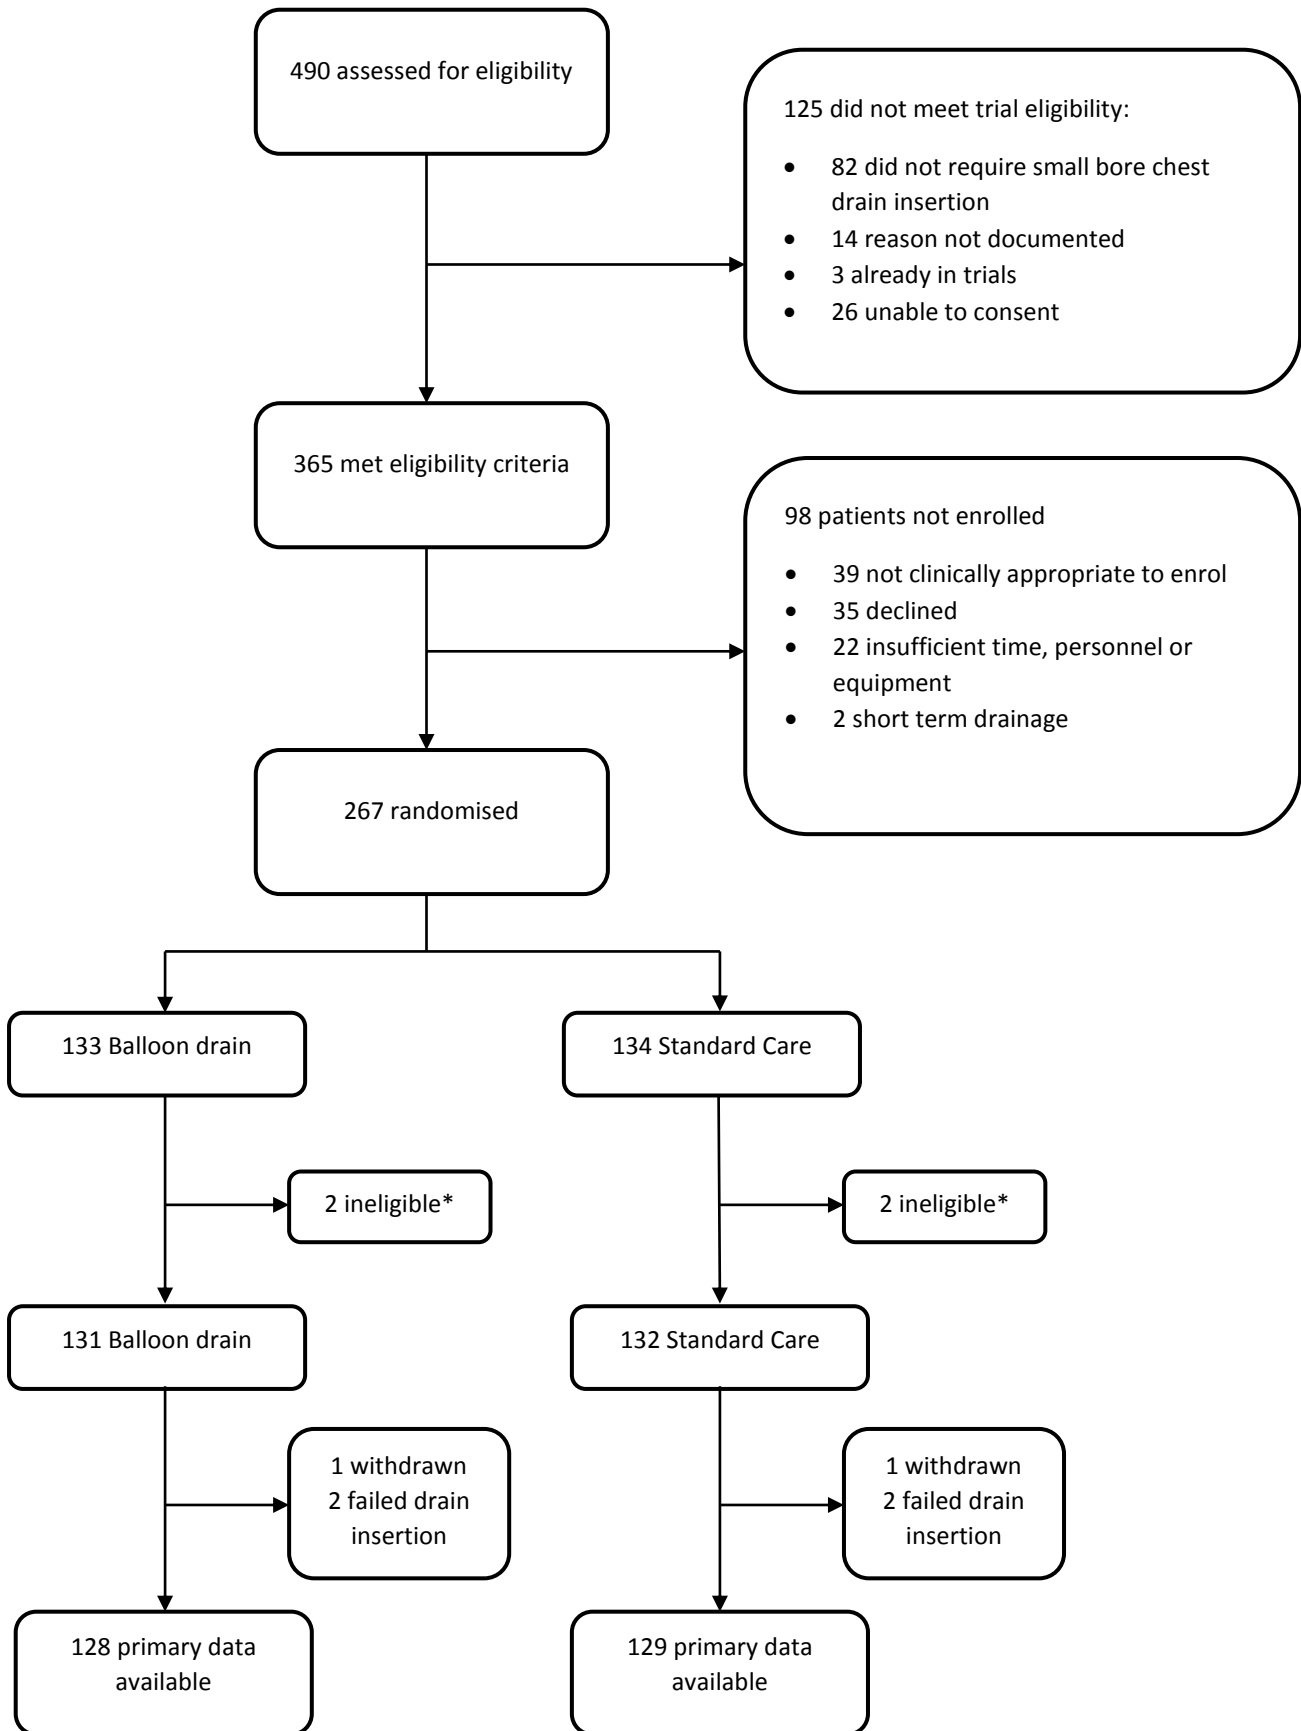 490 assessed for eligibility
125 did not meet trial eligibility:
• 82 did not require small bore chest
drain insertion
• 14 reason not documented
• 3 already in trials
• 26 unable to consent
365 met eligibility criteria
98 patients not enrolled
• 39 not clinically appropriate to enrol
• 35 declined
• 22 insufficient time, personnel or
equipment
• 2 short term drainage
267 randomised
133 Balloon drain
134 Standard Care
2 ineligible*
2 ineligible*
131 Balloon drain
132 Standard Care
1 withdrawn
2 failed drain
insertion
1 withdrawn
2 failed drain
insertion
128 primary data
available
129 primary data
available